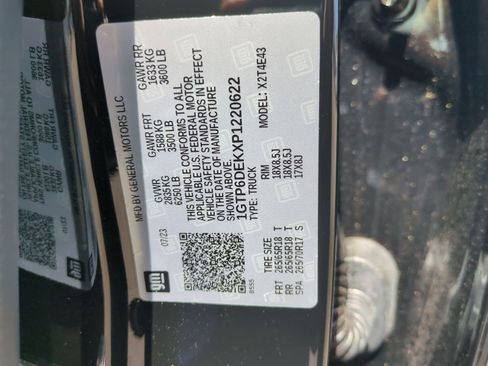 MFD BY GENERAL MOTORS LLC
07/23 GVWR GAWR FRT GAWR RR
2835 KG 1588 KG 1633 KG
6250 LB 3500 LB 3600 LB
THIS VEHICLE CONFORMS TO ALL
APPLICABLE U.S. FEDERAL MOTOR
VEHICLE SAFETY STANDARDS IN EFFECT
ON THE DATE OF MANUFACTURE
SHOWN ABOVE.
1GTP6DEKXP1220622
TYPE: TRUCK MODEL: X2T4E43
TIRE SIZE RIM
FRT 265/65R18 T 18X8.5J
RR 265/65R18 T 18X8.5J
SPA 265/70R17 S 17X8J
gm